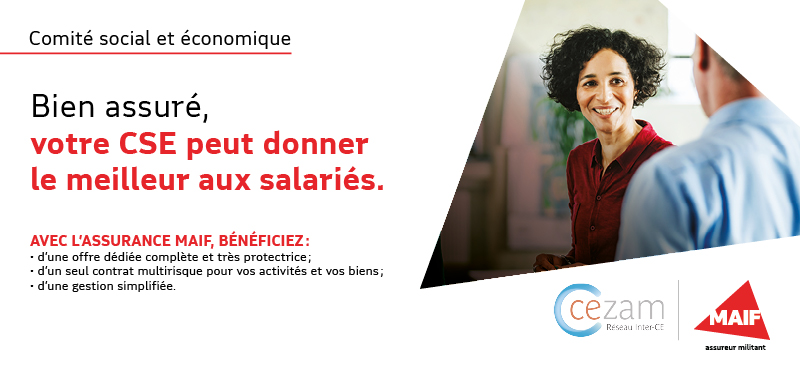 Comité social et économique
Bien assuré,
votre CSE peut donner
le meilleur aux salariés.
AVEC L'ASSURANCE MAIF, BÉNÉFICIEZ :
• d'une offre dédiée complète et très protectrice ;
• d'un seul contrat multirisque pour vos activités et vos biens ;
• d'une gestion simplifiée.
cezam
Réseau Inter-CE
MAIF
assureur militant